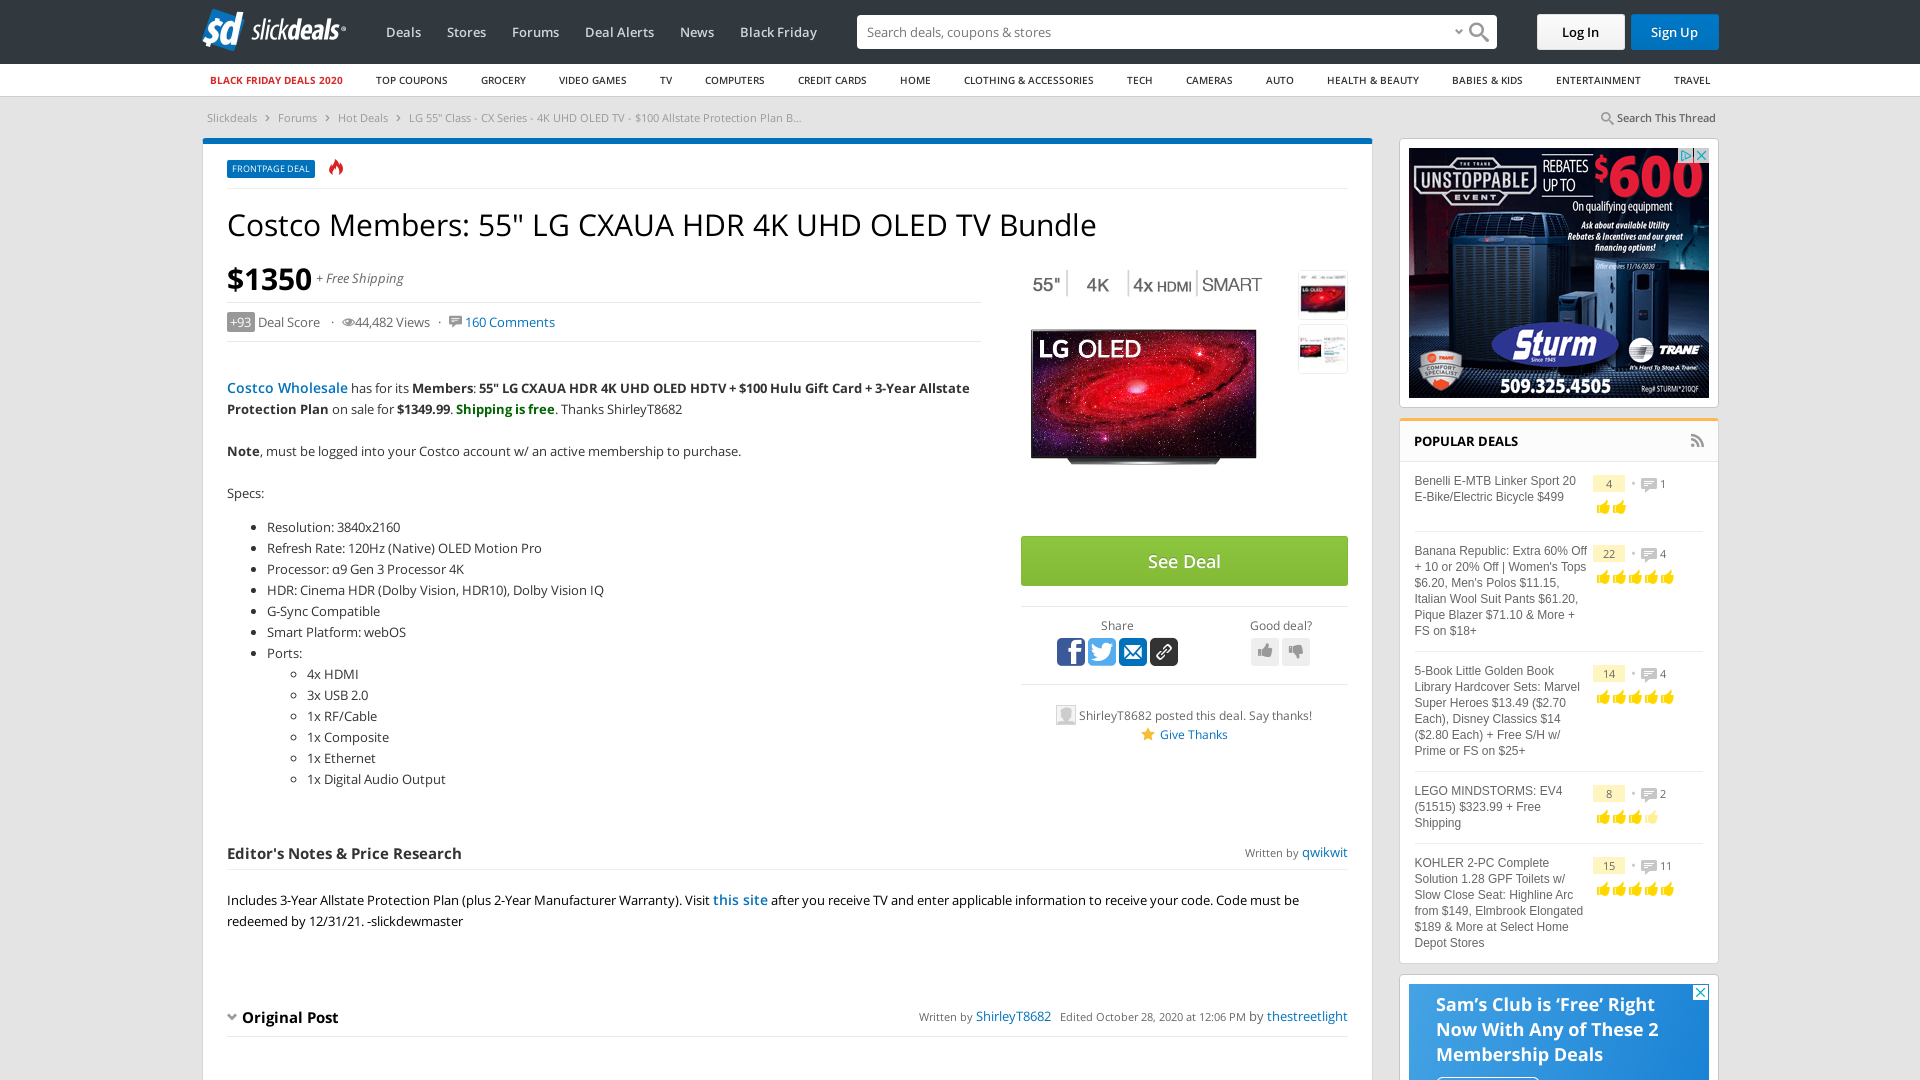 sd slickdeals
Deals
Stores
Forums
Deal Alerts
News
Black Friday
Search deals, coupons & shopping
Log In
Sign Up
BLACK FRIDAY DEALS 2020
TOP COUPONS
GROCERY
VIDEO GAMES
TV
COMPUTERS
CREDIT CARDS
HOME
CLOTHING & ACCESSORIES
TECH
CAMERAS
AUTO
HEALTH & BEAUTY
BABIES & KIDS
ENTERTAINMENT
TRAVEL
Slickdeals › Forums › Hot Deals › LG 55" Class - CX Series - 4K UHD OLED TV - $100 Allstate Protection Plan B...
Search This Thread
FRONTPAGE DEAL
Costco Members: 55" LG CXAUA HDR 4K UHD OLED TV Bundle
$1350 + Free Shipping
+93 Deal Score · 44,482 Views · 160 Comments
Costco Wholesale has for its Members: 55" LG CXAUA HDR 4K UHD OLED HDTV + $100 Hulu Gift Card + 3-Year Allstate
Protection Plan on sale for $1349.99. Shipping is free. Thanks ShirleyT8682
Note, must be logged into your Costco account w/ an active membership to purchase.
Specs:
• Resolution: 3840x2160
• Refresh Rate: 120Hz (Native) OLED Motion Pro
• Processor: α9 Gen 3 Processor 4K
• HDR: Cinema HDR (Dolby Vision, HDR10), Dolby Vision IQ
• G-Sync Compatible
• Smart Platform: webOS
• Ports:
◦ 4x HDMI
◦ 3x USB 2.0
◦ 1x RF/Cable
◦ 1x Composite
◦ 1x Ethernet
◦ 1x Digital Audio Output
55" 4K 4x HDMI SMART
LG OLED
See Deal
Share
Good deal?
ShirleyT8682 posted this deal. Say thanks!
Give Thanks
Editor's Notes & Price Research
Written by qwikwit
Includes 3-Year Allstate Protection Plan (plus 2-Year Manufacturer Warranty). Visit this site after you receive TV and enter applicable information to receive your code. Code must be
redeemed by 12/31/21. -slickdewmaster
Original Post
Written by ShirleyT8682 Edited October 28, 2020 at 12:06 PM by thestreetlight
THE TRANE
UNSTOPPABLE
EVENT
REBATES
UP TO
$600
On qualifying equipment
Ask about available Utility
Rebates & Incentives and our great
financing options!
Offer expires 11/16/2020
Sturm
Since 1945
TRANE
It's Hard To Stop A Trane.
TRANE
COMFORT
SPECIALIST
509.325.4505
Reg# STURMI*210QF
POPULAR DEALS
Benelli E-MTB Linker Sport 20
E-Bike/Electric Bicycle $499
4 • 1
Banana Republic: Extra 60% Off
+ 10 or 20% Off | Women's Tops
$6.20, Men's Polos $11.15,
Italian Wool Suit Pants $61.20,
Pique Blazer $71.10 & More +
FS on $18+
22 • 4
5-Book Little Golden Book
Library Hardcover Sets: Marvel
Super Heroes $13.49 ($2.70
Each), Disney Classics $14
($2.80 Each) + Free S/H w/
Prime or FS on $25+
14 • 4
LEGO MINDSTORMS: EV4
(51515) $323.99 + Free
Shipping
8 • 2
KOHLER 2-PC Complete
Solution 1.28 GPF Toilets w/
Slow Close Seat: Highline Arc
from $149, Elmbrook Elongated
$189 & More at Select Home
Depot Stores
15 • 11
Sam's Club is 'Free' Right
Now With Any of These 2
Membership Deals